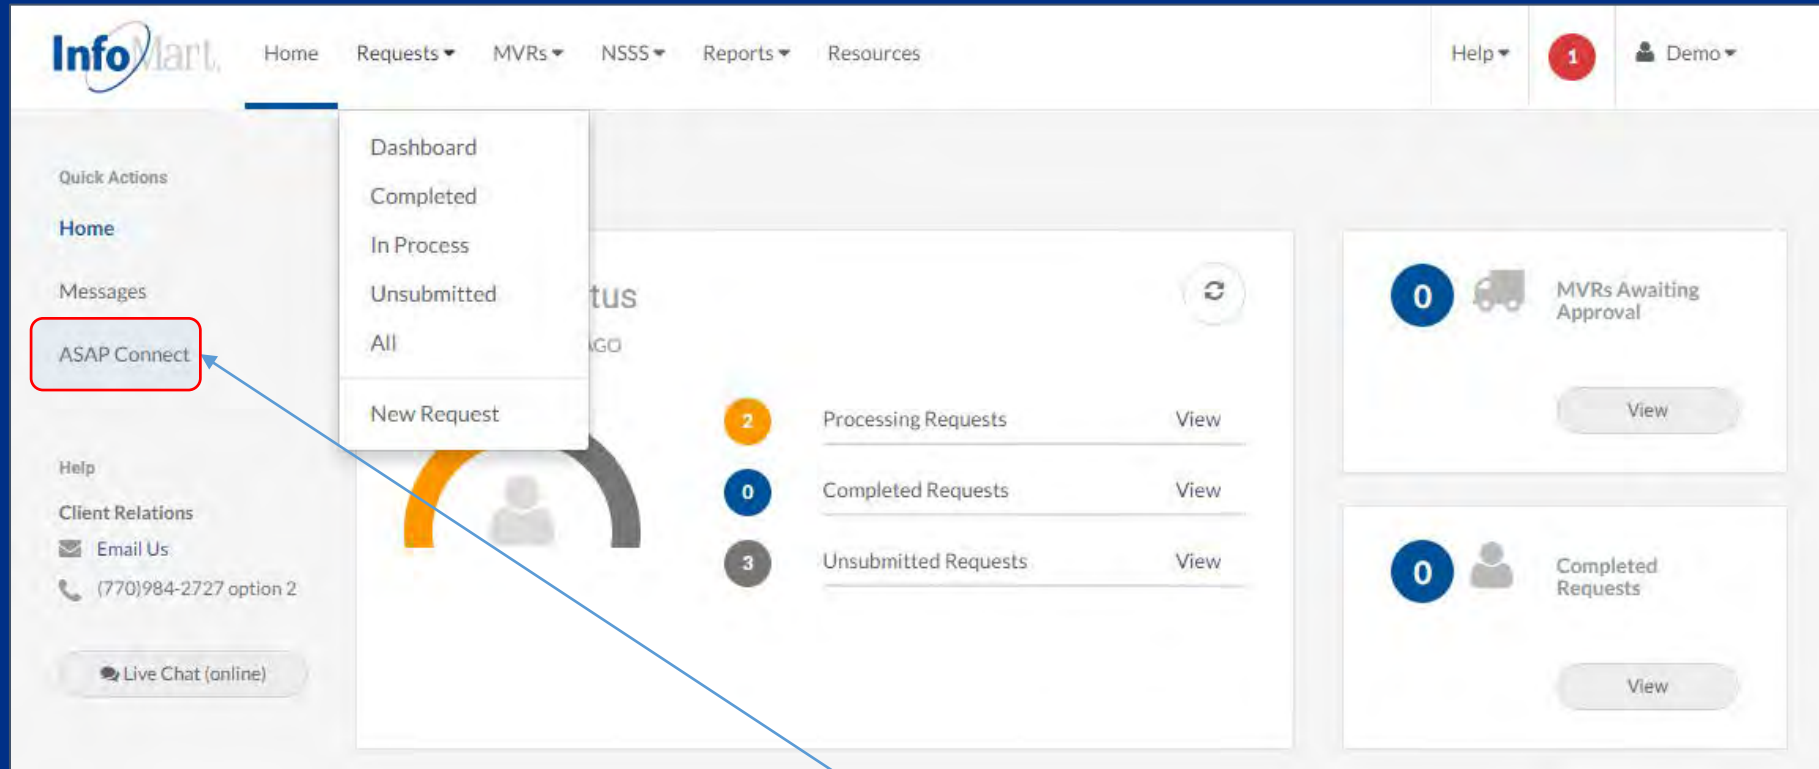 InfoMart.
Home Requests MVRs NSSS Reports Resources Help 1 Demo
Quick Actions
Home
Messages
ASAP Connect
Help
Client Relations
Email Us
(770)984-2727 option 2
Live Chat (online)
Dashboard
Completed
In Process
Unsubmitted
All
New Request
tus
AGO
2 Processing Requests View
0 Completed Requests View
3 Unsubmitted Requests View
0 MVRs Awaiting
Approval
View
0 Completed
Requests
View